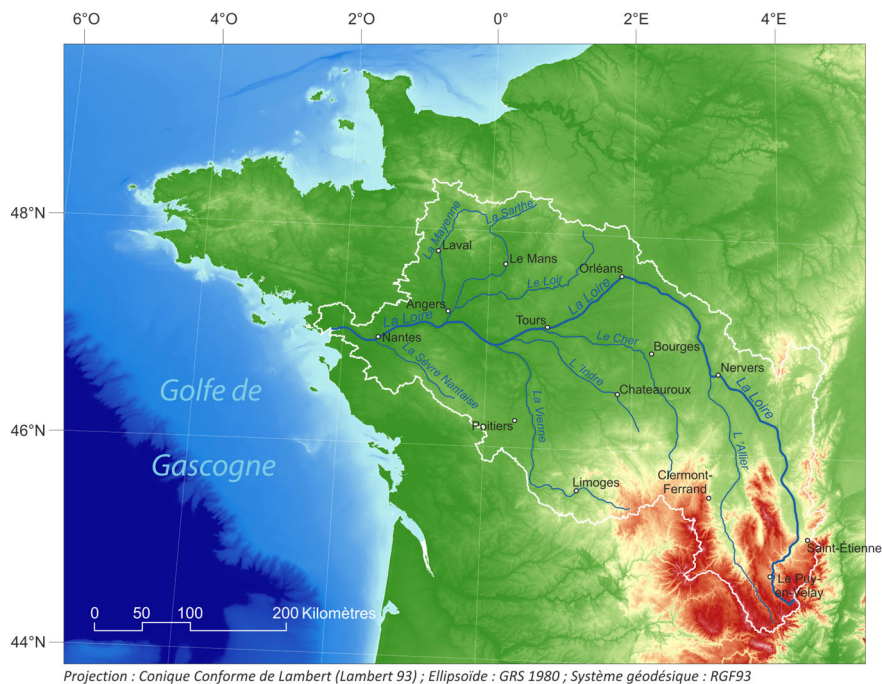 6°O 4°O 2°O 0° 2°E 4°E
48°N
46°N
44°N
La Mayenne
La Sarthe
Laval
Le Mans
Le Loir
Orléans
La Loire
Angers
La Loire
Tours
Nantes
Le Cher
Bourges
La Sèvre Nantaise
L 'Indre
Nervers
La Loire
Chateauroux
Golfe de
Gascogne
Poitiers
La Vienne
L 'Allier
Limoges
Clermont-
Ferrand
Saint-Étienne
Le Puy-
en-Velay
0 50 100 200 Kilomètres
Projection : Conique Conforme de Lambert (Lambert 93) ; Ellipsoïde : GRS 1980 ; Système géodésique : RGF93